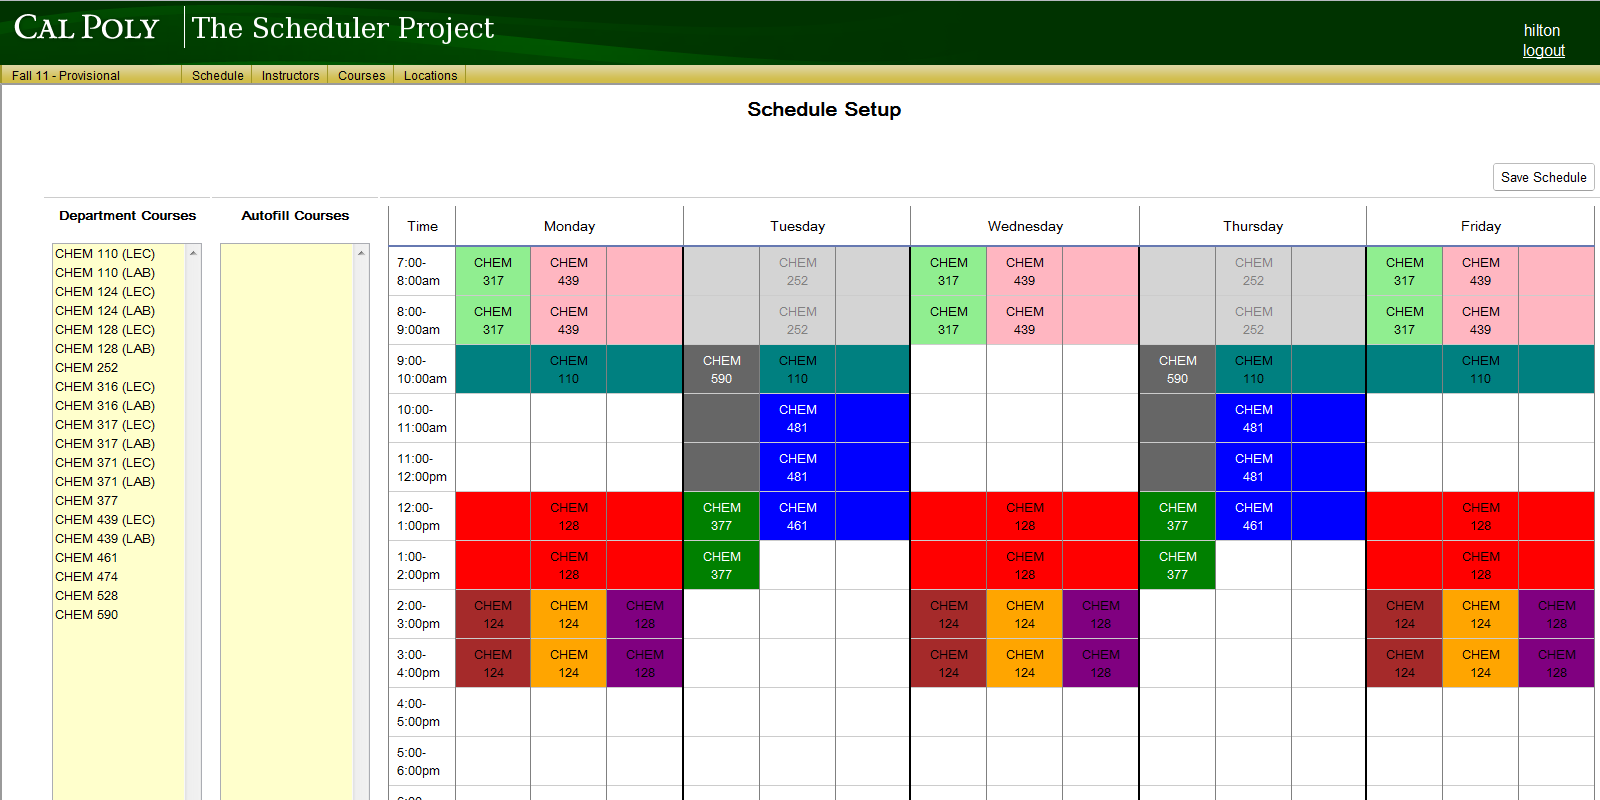 CAL POLY
The Scheduler Project
hilton
logout
Fall 11 - Provisional
Schedule
Instructors
Courses
Locations
Schedule Setup
Save Schedule
Department Courses
CHEM 110 (LEC)
CHEM 110 (LAB)
CHEM 124 (LEC)
CHEM 124 (LAB)
CHEM 128 (LEC)
CHEM 128 (LAB)
CHEM 252
CHEM 316 (LEC)
CHEM 316 (LAB)
CHEM 317 (LEC)
CHEM 317 (LAB)
CHEM 371 (LEC)
CHEM 371 (LAB)
CHEM 377
CHEM 439 (LEC)
CHEM 439 (LAB)
CHEM 461
CHEM 474
CHEM 528
CHEM 590
Autofill Courses
Time Monday Tuesday Wednesday Thursday Friday
7:00- CHEM CHEM CHEM CHEM CHEM CHEM CHEM CHEM
8:00am 317 439 252 317 439 252 317 439
8:00- CHEM CHEM CHEM CHEM CHEM CHEM CHEM CHEM
9:00am 317 439 252 317 439 252 317 439
9:00- CHEM CHEM CHEM CHEM CHEM CHEM
10:00am 110 590 110 590 110 110
10:00- CHEM CHEM
11:00am 481 481
11:00- CHEM CHEM
12:00pm 481 481
12:00- CHEM CHEM CHEM CHEM CHEM CHEM CHEM
1:00pm 128 377 461 128 377 461 128
1:00- CHEM CHEM CHEM CHEM CHEM
2:00pm 128 377 128 377 128
2:00- CHEM CHEM CHEM CHEM CHEM CHEM CHEM CHEM CHEM
3:00pm 124 124 128 124 124 128 124 124 128
3:00- CHEM CHEM CHEM CHEM CHEM CHEM CHEM CHEM CHEM
4:00pm 124 124 128 124 124 128 124 124 128
4:00-
5:00pm
5:00-
6:00pm